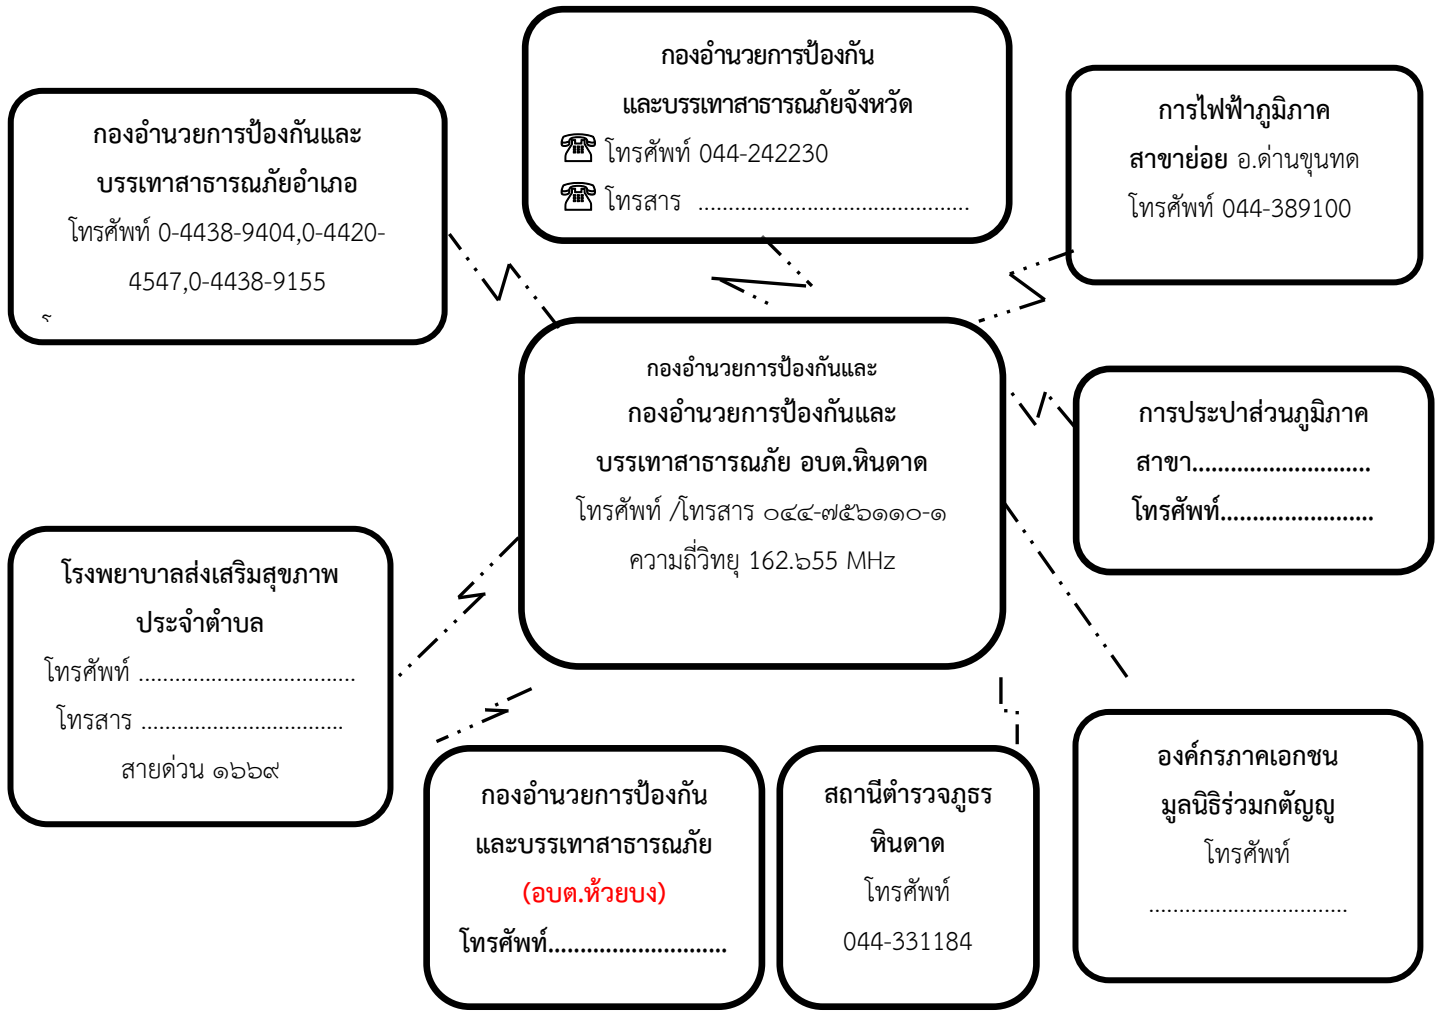 กองอำนวยการป้องกัน
และบรรเทาสาธารณภัยจังหวัด
โทรศัพท์ 044-242230
โทรสาร .............................................
กองอำนวยการป้องกันและ
บรรเทาสาธารณภัยอำเภอ
โทรศัพท์ 0-4438-9404,0-4420-
4547,0-4438-9155
การไฟฟ้าภูมิภาค
สาขาย่อย อ.ด่านขุนทด
โทรศัพท์ 044-389100
กองอำนวยการป้องกันและ
กองอำนวยการป้องกันและ
บรรเทาสาธารณภัย อบต.หินดาด
โทรศัพท์ /โทรสาร ๐๔๔-๗๕๖๑๑๐-๑
ความถี่วิทยุ 162.๖55 MHz
การประปาส่วนภูมิภาค
สาขา............................
โทรศัพท์........................
โรงพยาบาลส่งเสริมสุขภาพ
ประจำตำบล
โทรศัพท์ ....................................
โทรสาร .................................
สายด่วน ๑๖๖๙
กองอำนวยการป้องกัน
และบรรเทาสาธารณภัย
(อบต.ห้วยบง)
โทรศัพท์............................
สถานีตำรวจภูธร
หินดาด
โทรศัพท์
044-331184
องค์กรภาคเอกชน
มูลนิธิร่วมกตัญญู
โทรศัพท์
.................................